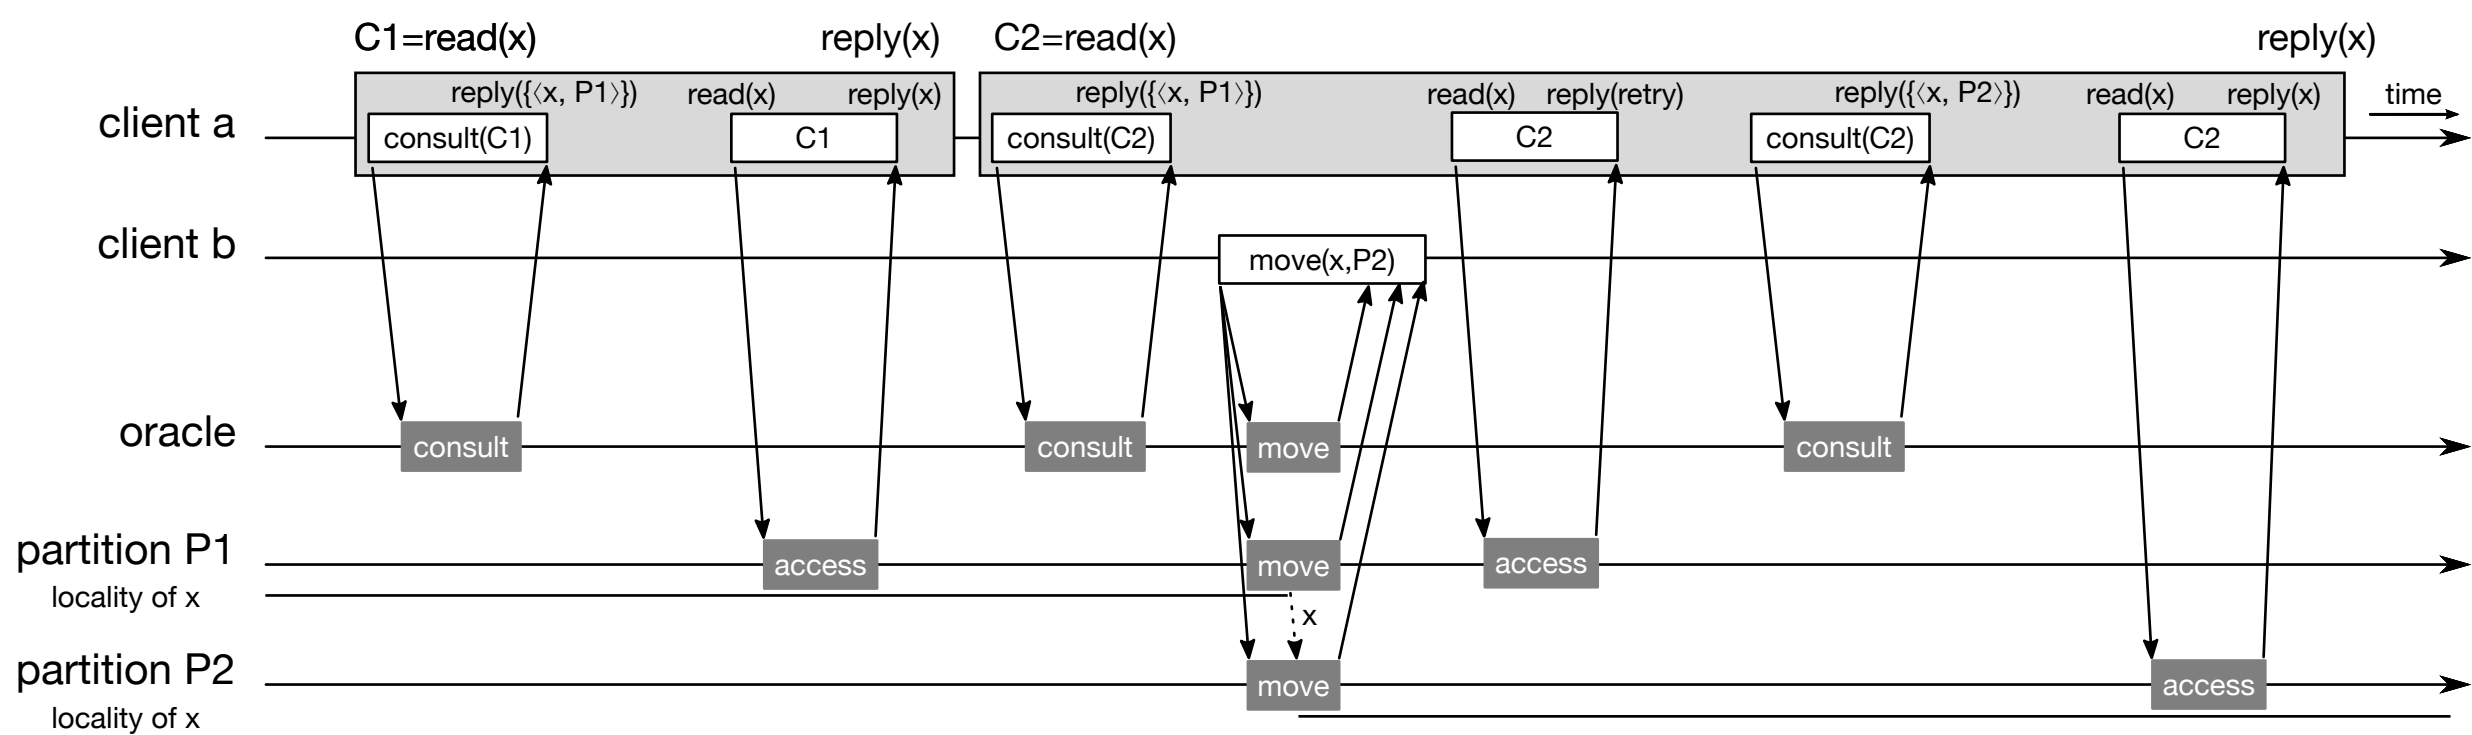 C1=read(x) reply(x) C2=read(x) reply(x)
reply({⟨x, P1⟩}) read(x) reply(x) reply({⟨x, P1⟩}) read(x) reply(retry) reply({⟨x, P2⟩}) read(x) reply(x) time
client a consult(C1) C1 consult(C2) C2 consult(C2) C2
client b move(x,P2)
oracle consult consult move consult
partition P1 access move access
locality of x
x
partition P2 move access
locality of x